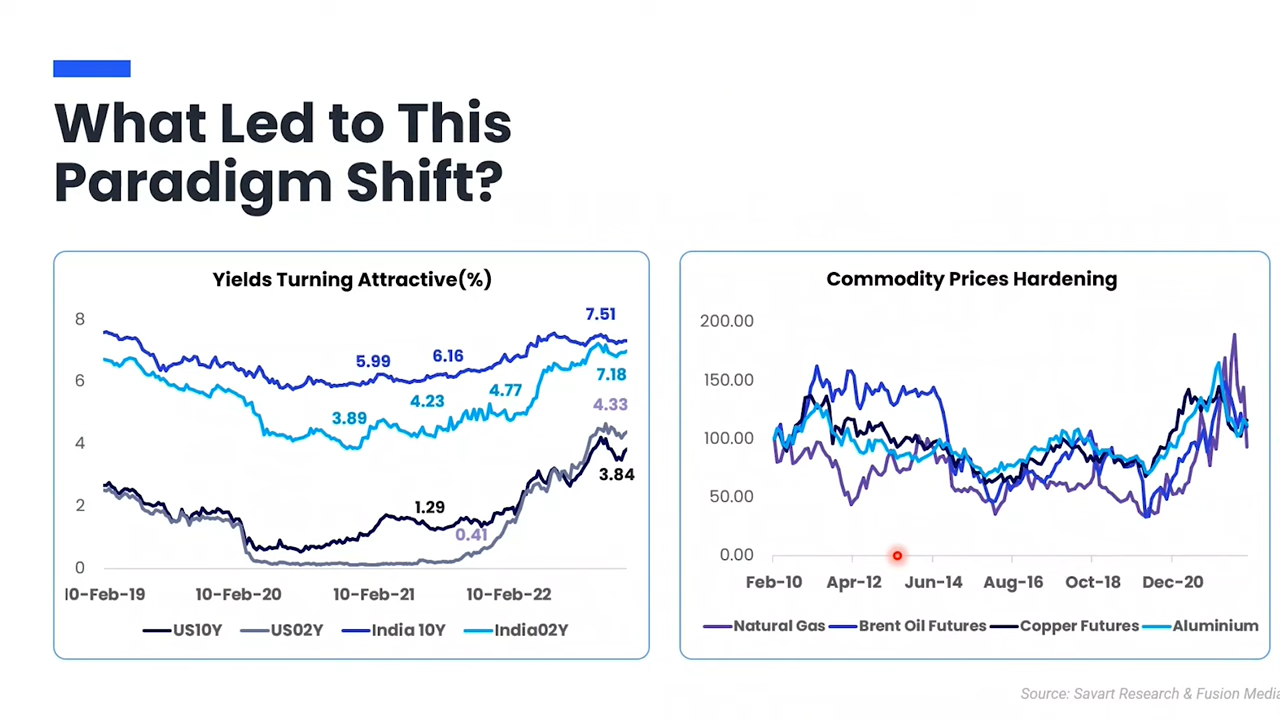 What Led to This
Paradigm Shift?
Yields Turning Attractive(%)
8
6
4
2
0
7.51
5.99
6.16
7.18
4.77
4.23
3.89
4.33
3.84
1.29
0.41
10-Feb-19 10-Feb-20 10-Feb-21 10-Feb-22
US10Y US02Y India 10Y India02Y
Commodity Prices Hardening
200.00
150.00
100.00
50.00
0.00
Feb-10 Apr-12 Jun-14 Aug-16 Oct-18 Dec-20
Natural Gas Brent Oil Futures Copper Futures Aluminium
Source: Savart Research & Fusion Media